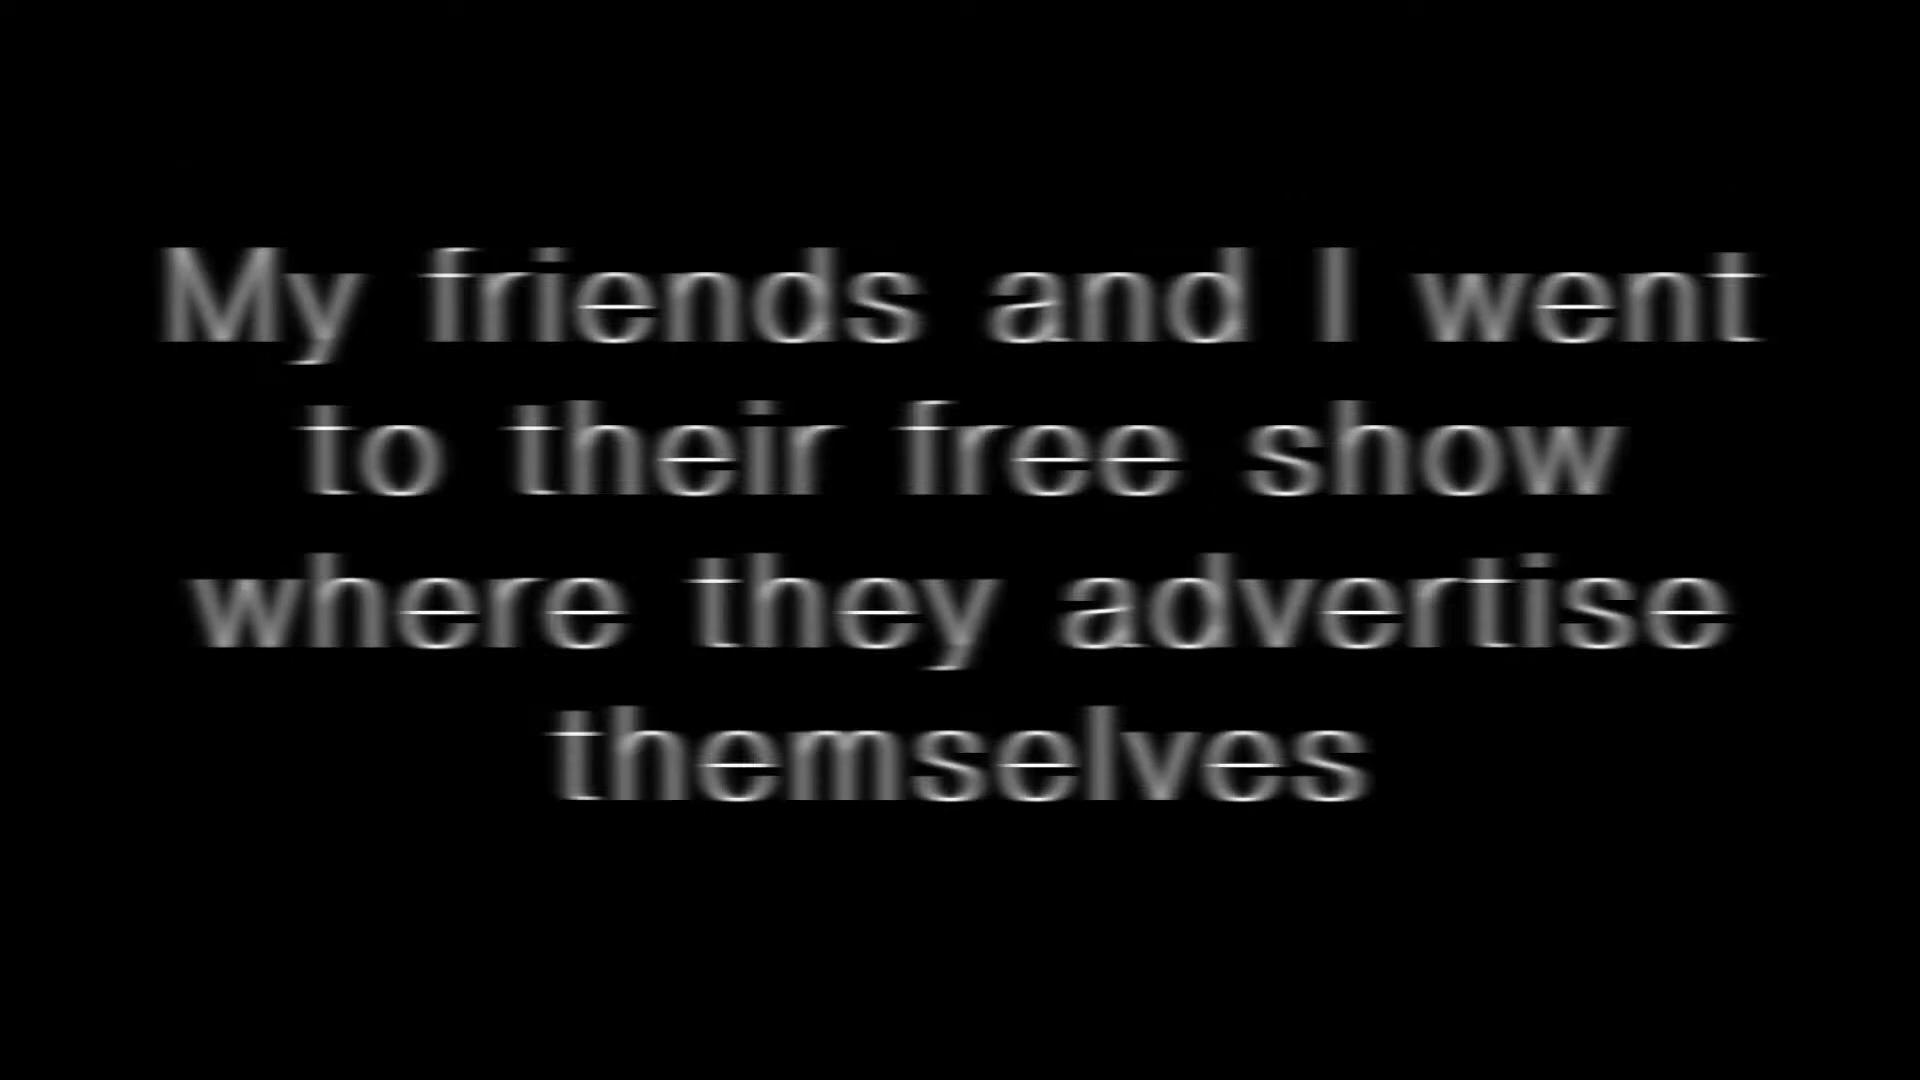 My friends and I went
to their free show
where they advertise
themselves